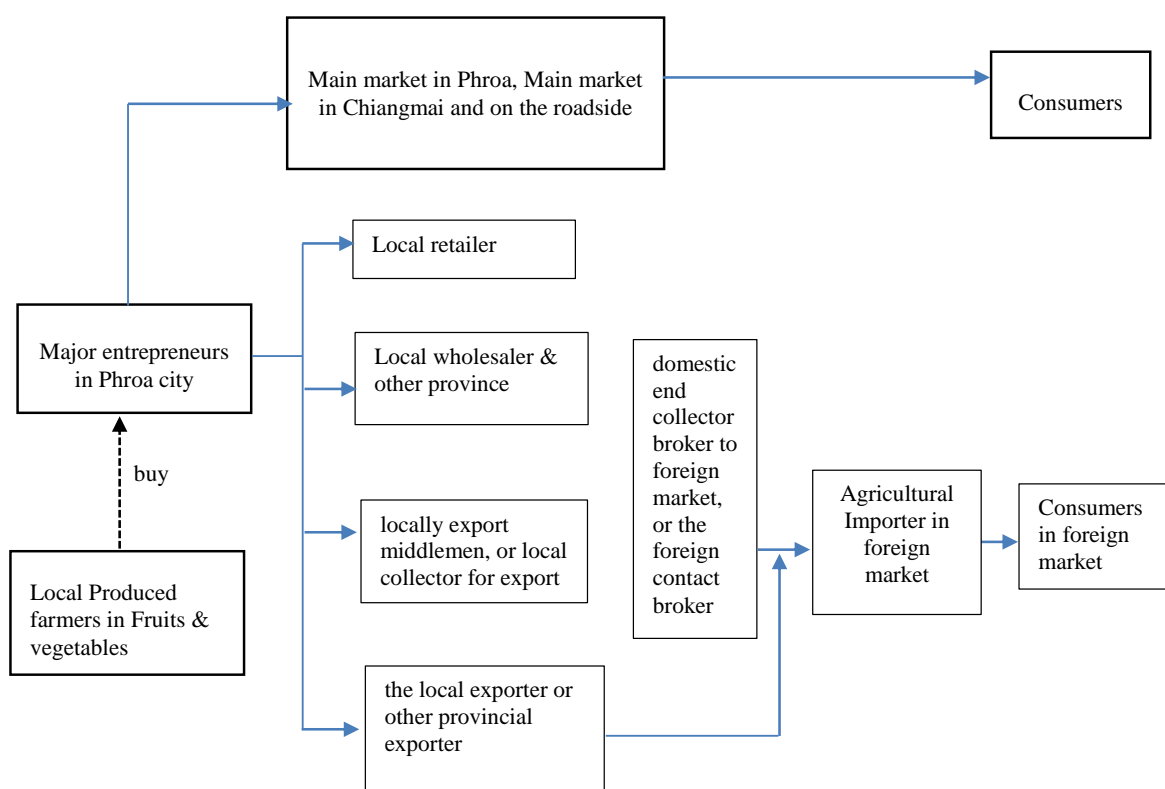 Main market in Phroa, Main market
in Chiangmai and on the roadside
Consumers
Local retailer
Major entrepreneurs
in Phroa city
Local wholesaler &
other province
domestic
end
collector
broker to
foreign
market,
or the
foreign
contact
broker
buy
locally export
middlemen, or local
collector for export
Agricultural
Importer in
foreign
market
Consumers
in foreign
market
Local Produced
farmers in Fruits &
vegetables
the local exporter or
other provincial
exporter